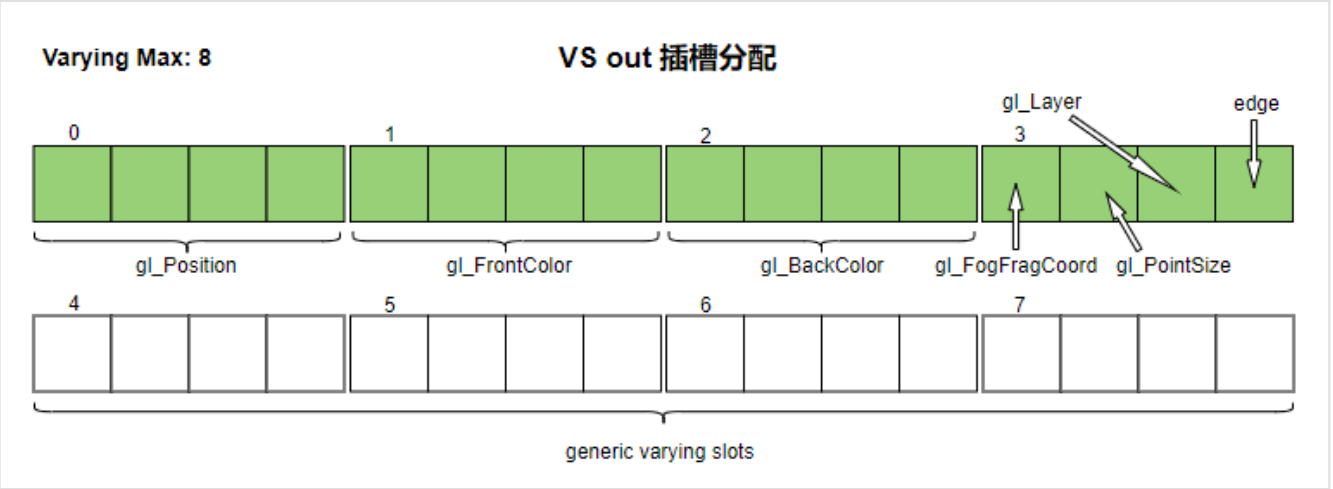 Varying Max: 8
VS out 插槽分配
gl_Layer
edge
0
1
2
3
gl_Position
gl_FrontColor
gl_BackColor
gl_FogFragCoord
gl_PointSize
4
5
6
7
generic varying slots